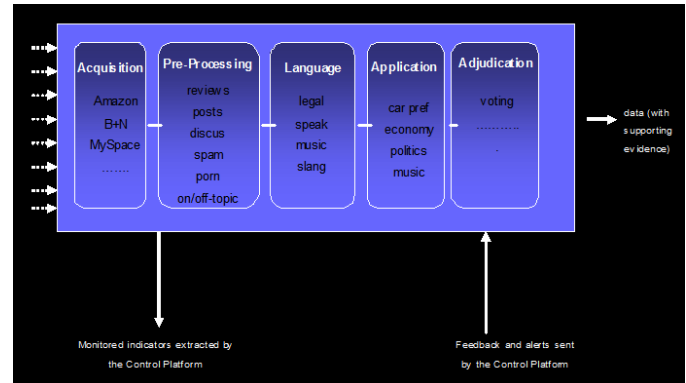 Acquisition
Amazon
B+N
MySpace
.......
Pre-Processing
reviews
posts
discus
spam
porn
on/off-topic
Language
legal
speak
music
slang
Application
car pref
economy
politics
music
Adjudication
voting
...........
.
data (with
supporting
evidence)
Monitored indicators extracted by
the Control Platform
Feedback and alerts sent
by the Control Platform